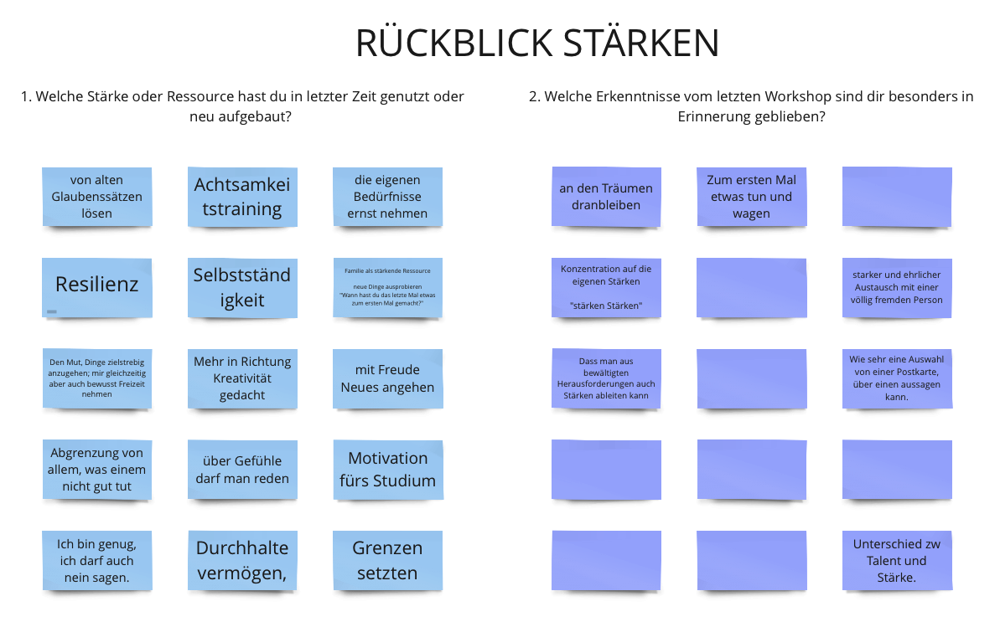 RÜCKBLICK STÄRKEN
1. Welche Stärke oder Ressource hast du in letzter Zeit genutzt oder
neu aufgebaut?
von alten
Glaubenssätzen
lösen
Achtsamkei
tstraining
die eigenen
Bedürfnisse
ernst nehmen
Resilienz
Selbstständ
igkeit
Familie als stärkende Ressource
neue Dinge ausprobieren
"Wann hast du das letzte Mal etwas
zum ersten Mal gemacht?"
Den Mut, Dinge zielstrebig
anzugehen; mir gleichzeitig
aber auch bewusst Freizeit
nehmen
Mehr in Richtung
Kreativität
gedacht
mit Freude
Neues angehen
Abgrenzung von
allem, was einem
nicht gut tut
über Gefühle
darf man reden
Motivation
fürs Studium
Ich bin genug,
ich darf auch
nein sagen.
Durchhalte
vermögen,
Grenzen
setzten
2. Welche Erkenntnisse vom letzten Workshop sind dir besonders in
Erinnerung geblieben?
an den Träumen
dranbleiben
Zum ersten Mal
etwas tun und
wagen
Konzentration auf die
eigenen Stärken
"stärken Stärken"
starker und ehrlicher
Austausch mit einer
völlig fremden Person
Dass man aus
bewältigten
Herausforderungen auch
Stärken ableiten kann
Wie sehr eine Auswahl
von einer Postkarte,
über einen aussagen
kann.
Unterschied zw
Talent und
Stärke.